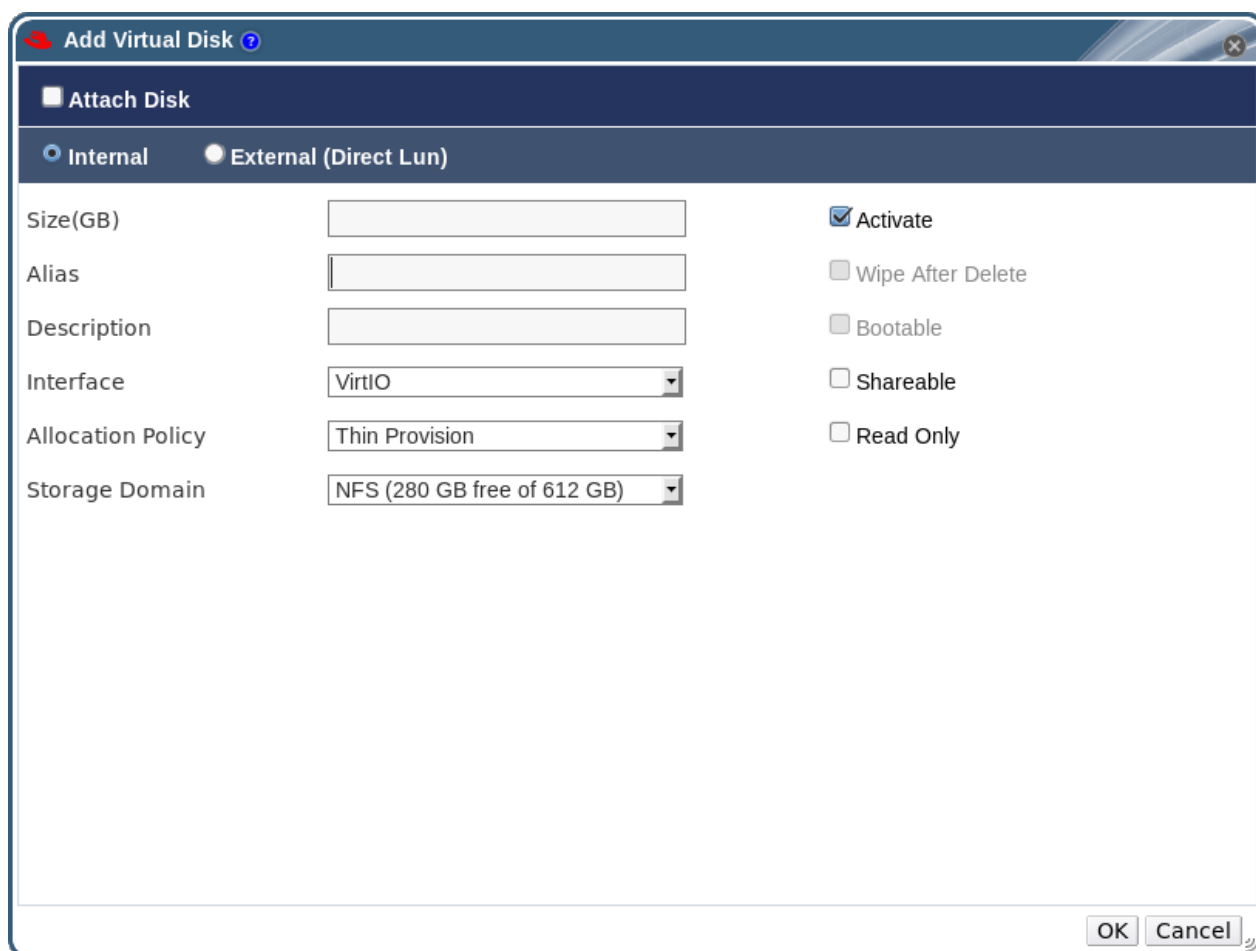 Add Virtual Disk ?
Attach Disk
Internal External (Direct Lun)
Size(GB) Activate
Alias Wipe After Delete
Description Bootable
Interface VirtIO Shareable
Allocation Policy Thin Provision Read Only
Storage Domain NFS (280 GB free of 612 GB)
OK Cancel